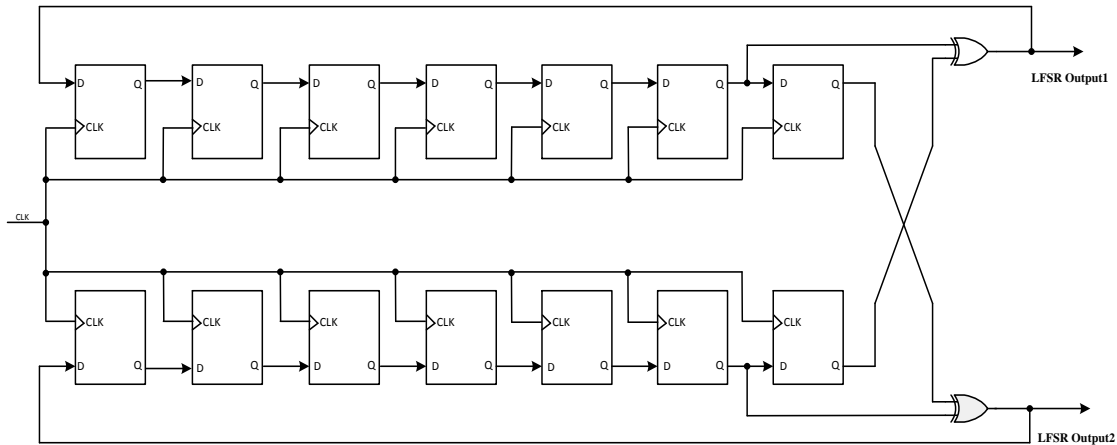 D Q D Q D Q D Q D Q D Q D Q
LFSR Output1
CLK CLK CLK CLK CLK CLK CLK
CLK
CLK CLK CLK CLK CLK CLK CLK
D Q D Q D Q D Q D Q D Q D Q
LFSR Output2